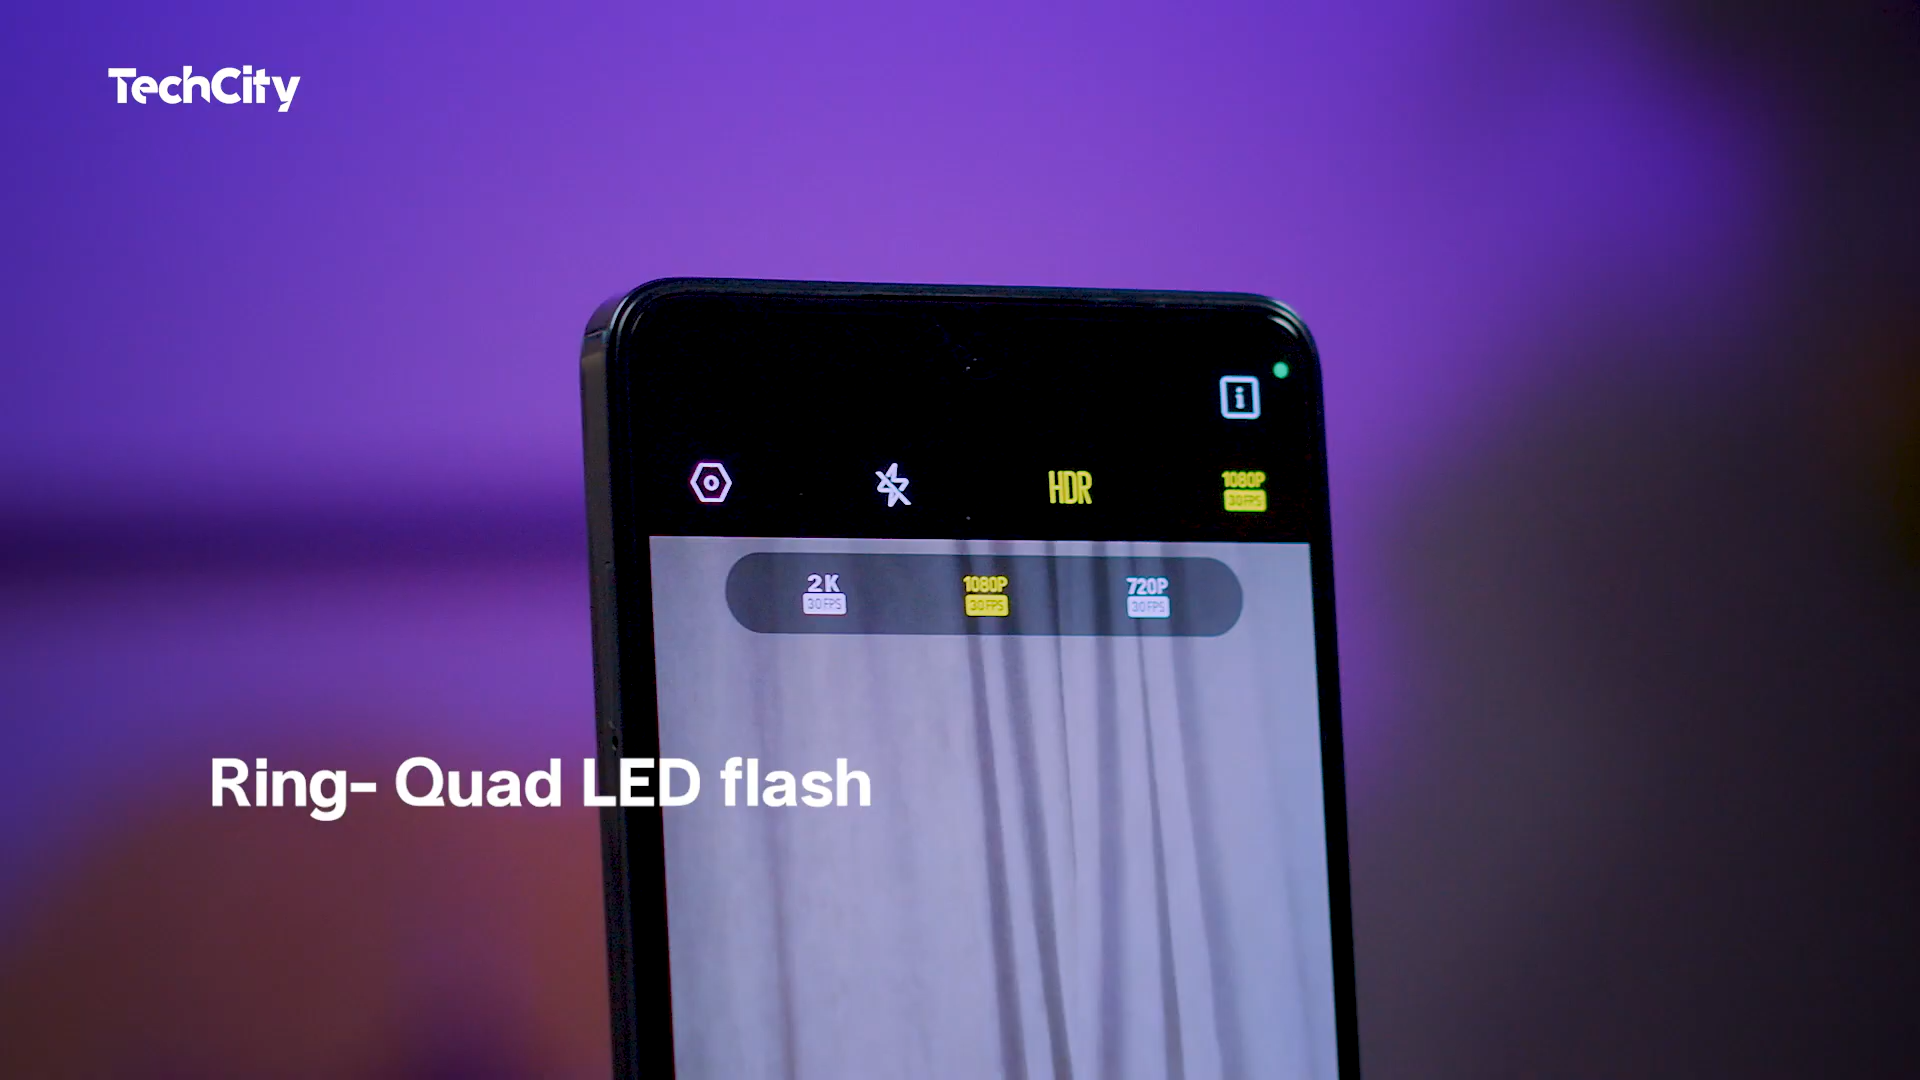 TechCity
HDR
1080P
30FPS
2K
30FPS
1080P
30FPS
720P
30FPS
Ring- Quad LED flash